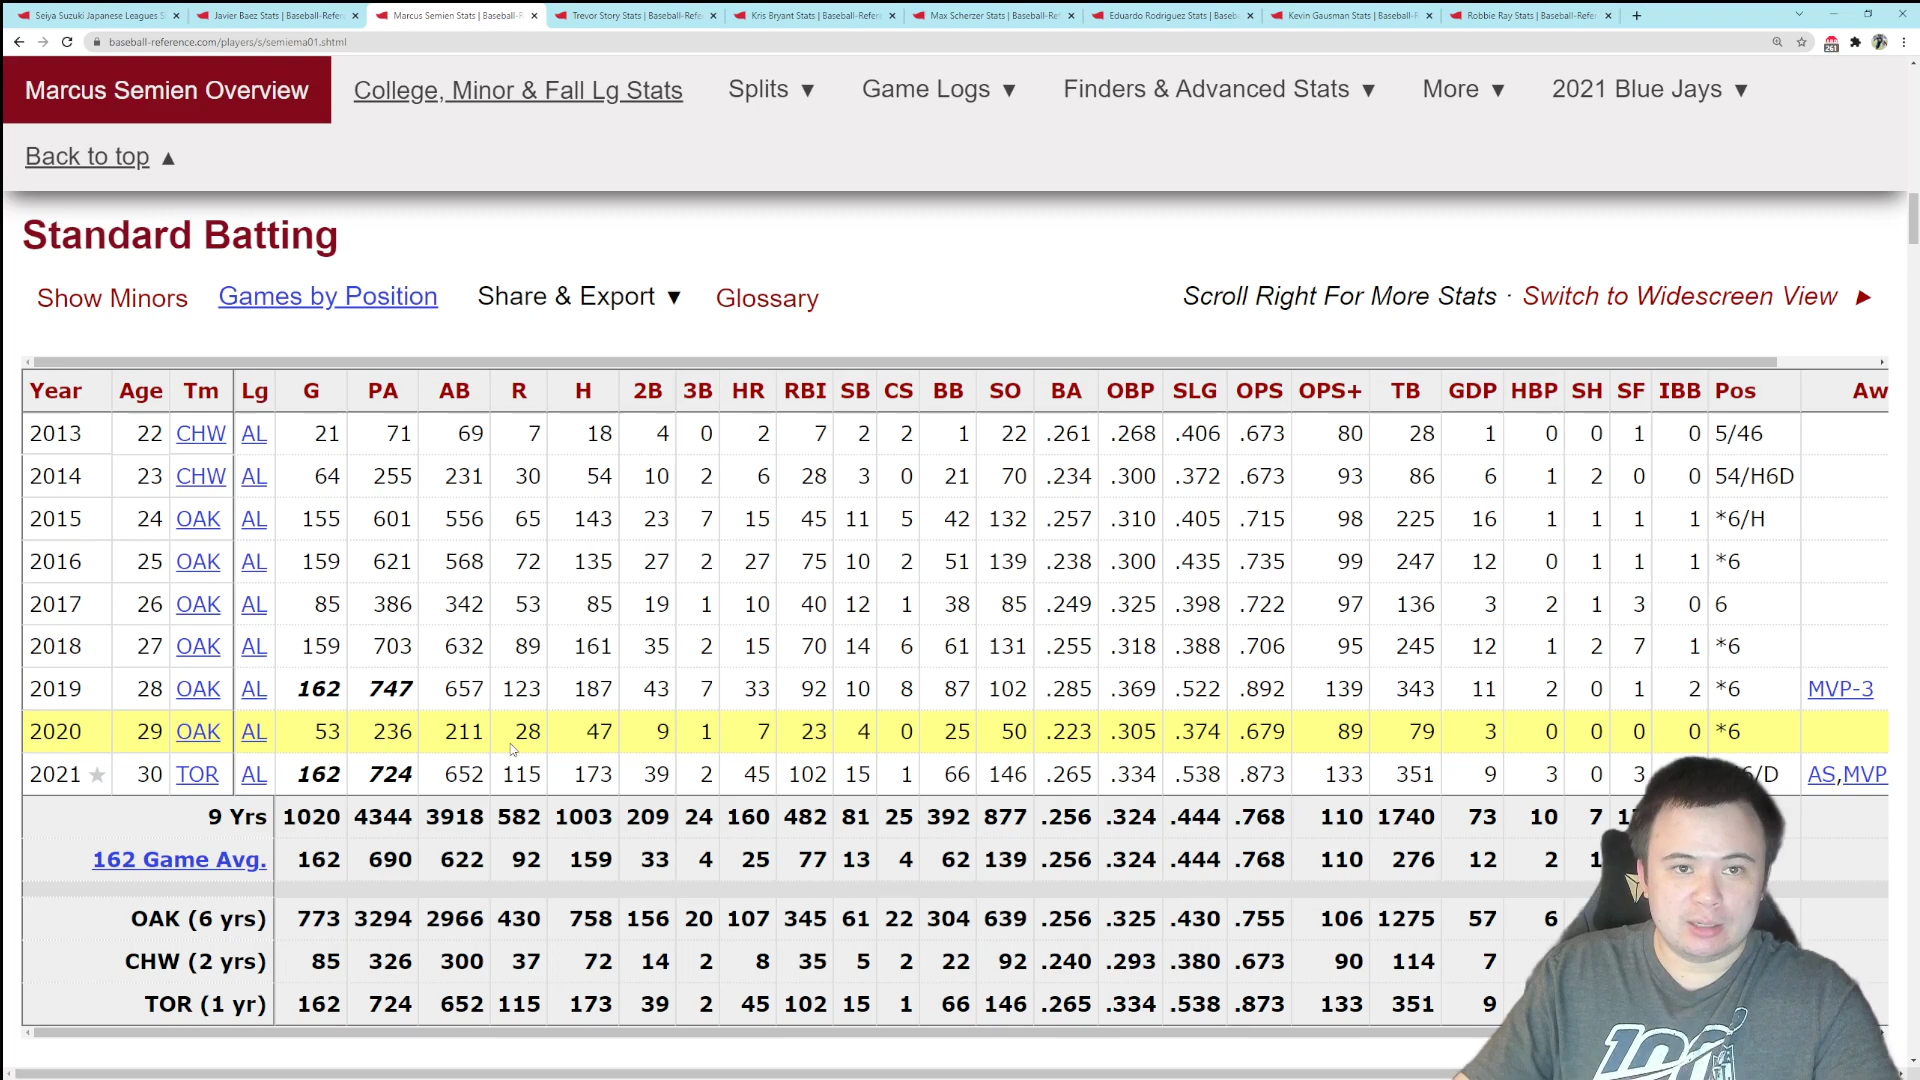 Seiya Suzuki Japanese Leagues S
Javier Baez Stats | Baseball-Refer
Marcus Semien Stats | Baseball-R
Trevor Story Stats | Baseball-Refe
Kris Bryant Stats | Baseball-Refere
Max Scherzer Stats | Baseball-Re
Eduardo Rodriguez Stats | Baseb
Kevin Gausman Stats | Baseball-R
Robbie Ray Stats | Baseball-Refer
baseball-reference.com/players/s/semiema01.shtml
261
Marcus Semien Overview
College, Minor & Fall Lg Stats
Splits ▼
Game Logs ▼
Finders & Advanced Stats ▼
More ▼
2021 Blue Jays ▼
Back to top ▲
Standard Batting
Show Minors Games by Position Share & Export ▼ Glossary
Scroll Right For More Stats · Switch to Widescreen View ►
Year Age Tm Lg G PA AB R H 2B 3B HR RBI SB CS BB SO BA OBP SLG OPS OPS+ TB GDP HBP SH SF IBB Pos Aw
2013 22 CHW AL 21 71 69 7 18 4 0 2 7 2 2 1 22 .261 .268 .406 .673 80 28 1 0 0 1 0 5/46
2014 23 CHW AL 64 255 231 30 54 10 2 6 28 3 0 21 70 .234 .300 .372 .673 93 86 6 1 2 0 0 54/H6D
2015 24 OAK AL 155 601 556 65 143 23 7 15 45 11 5 42 132 .257 .310 .405 .715 98 225 16 1 1 1 1 *6/H
2016 25 OAK AL 159 621 568 72 135 27 2 27 75 10 2 51 139 .238 .300 .435 .735 99 247 12 0 1 1 1 *6
2017 26 OAK AL 85 386 342 53 85 19 1 10 40 12 1 38 85 .249 .325 .398 .722 97 136 3 2 1 3 0 6
2018 27 OAK AL 159 703 632 89 161 35 2 15 70 14 6 61 131 .255 .318 .388 .706 95 245 12 1 2 7 1 *6
2019 28 OAK AL 162 747 657 123 187 43 7 33 92 10 8 87 102 .285 .369 .522 .892 139 343 11 2 0 1 2 *6 MVP-3
2020 29 OAK AL 53 236 211 28 47 9 1 7 23 4 0 25 50 .223 .305 .374 .679 89 79 3 0 0 0 0 *6
2021 ★ 30 TOR AL 162 724 652 115 173 39 2 45 102 15 1 66 146 .265 .334 .538 .873 133 351 9 3 0 3 /D AS,MVP
9 Yrs 1020 4344 3918 582 1003 209 24 160 482 81 25 392 877 .256 .324 .444 .768 110 1740 73 10 7 1
162 Game Avg. 162 690 622 92 159 33 4 25 77 13 4 62 139 .256 .324 .444 .768 110 276 12 2 1
OAK (6 yrs) 773 3294 2966 430 758 156 20 107 345 61 22 304 639 .256 .325 .430 .755 106 1275 57 6
CHW (2 yrs) 85 326 300 37 72 14 2 8 35 5 2 22 92 .240 .293 .380 .673 90 114 7
TOR (1 yr) 162 724 652 115 173 39 2 45 102 15 1 66 146 .265 .334 .538 .873 133 351 9